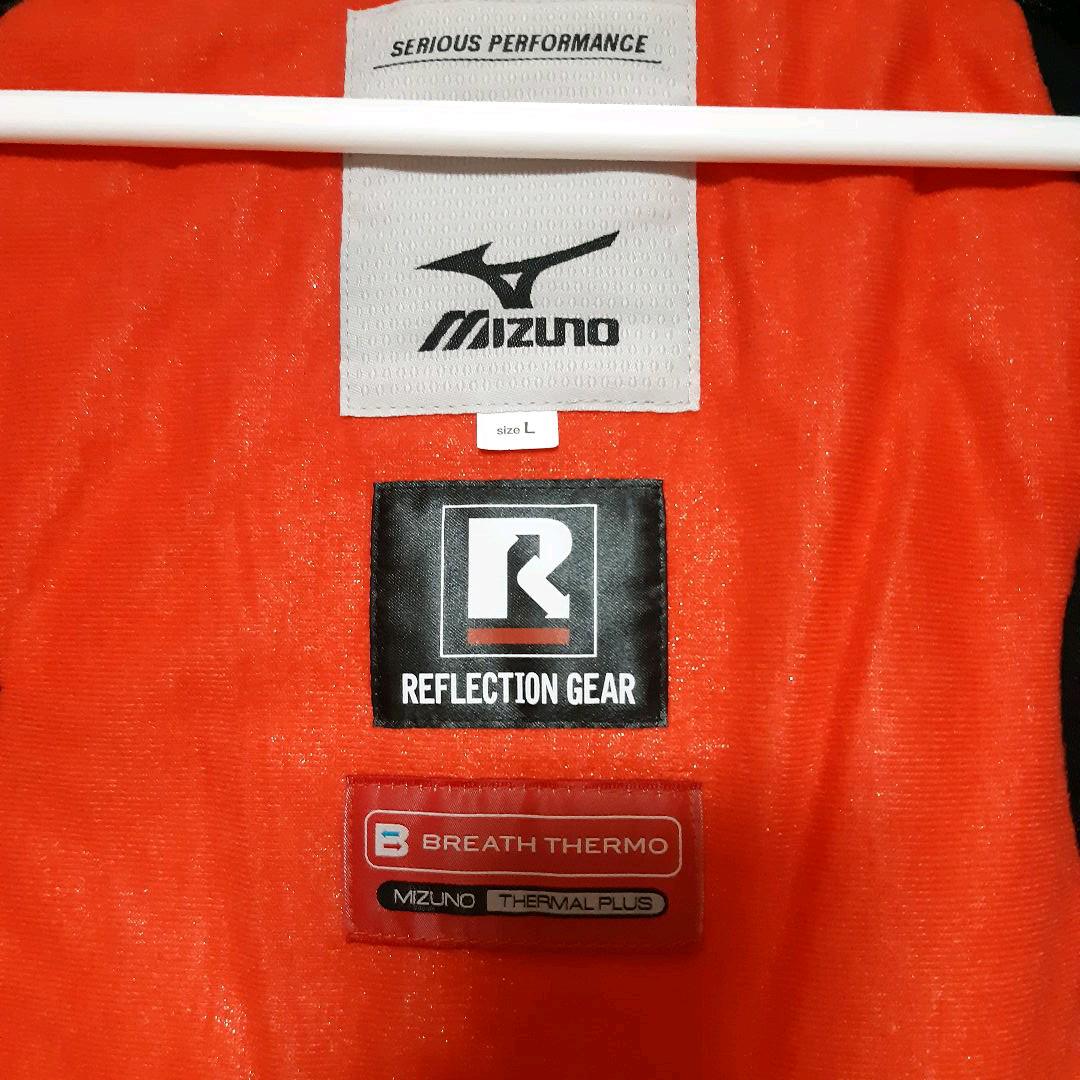 SERIOUS PERFORMANCE
MIZUNO
size L
R
REFLECTION GEAR
B BREATH THERMO
MIZUNO THERMAL PLUS